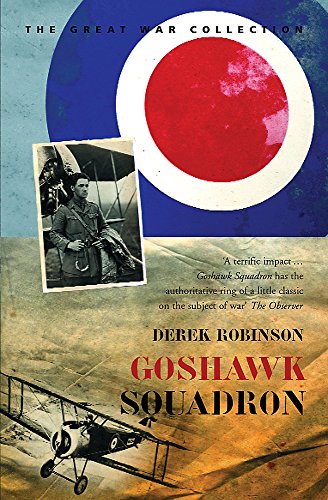 THE GREAT WAR COLLECTION
'A terrific impact ...
Goshawk Squadron has the
authoritative ring of a little classic
on the subject of war' The Observer
DEREK ROBINSON
GOSHAWK
SQUADRON